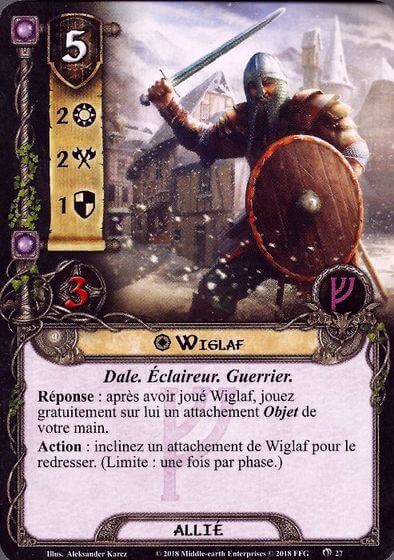 5
2
2
1
3
Wiglaf
Dale. Éclaireur. Guerrier.
Réponse : après avoir joué Wiglaf, jouez
gratuitement sur lui un attachement Objet de
votre main.
Action : inclinez un attachement de Wiglaf pour le
redresser. (Limite : une fois par phase.)
ALLIÉ
Illus. Aleksander Karcz © 2018 Middle-earth Enterprises © 2018 FFG 27